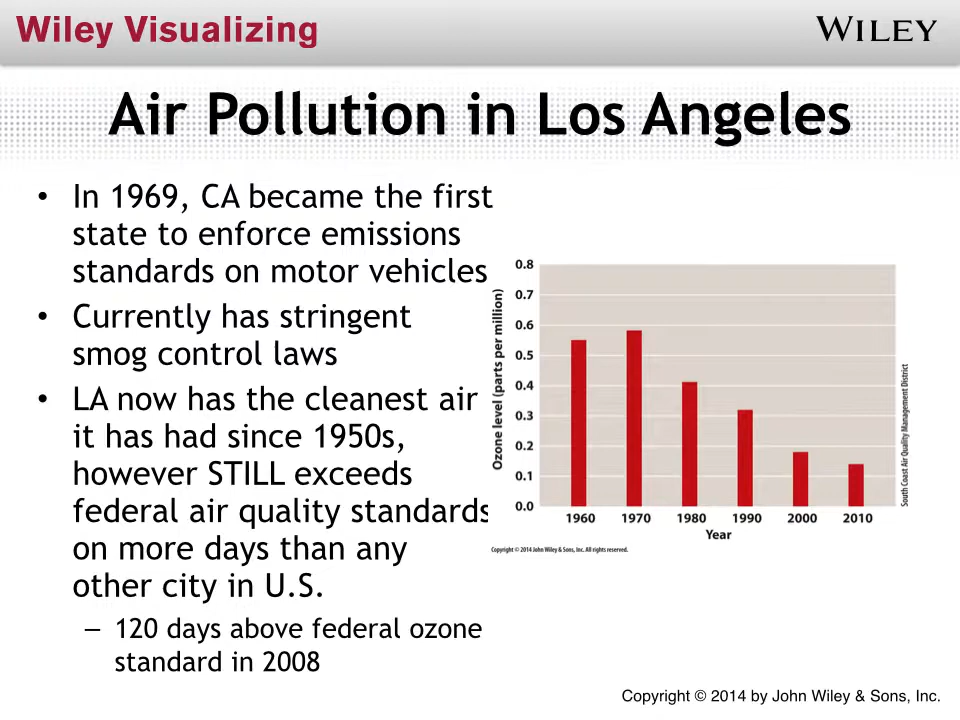 Wiley Visualizing
WILEY
Air Pollution in Los Angeles
• In 1969, CA became the first
state to enforce emissions
standards on motor vehicles
• Currently has stringent
smog control laws
• LA now has the cleanest air
it has had since 1950s,
however STILL exceeds
federal air quality standards
on more days than any
other city in U.S.
– 120 days above federal ozone
standard in 2008
Ozone level (parts per million)
0.8
0.7
0.6
0.5
0.4
0.3
0.2
0.1
0.0
1960 1970 1980 1990 2000 2010
Year
South Coast Air Quality Management District
Copyright © 2014 John Wiley & Sons, Inc. All rights reserved.
Copyright © 2014 by John Wiley & Sons, Inc.